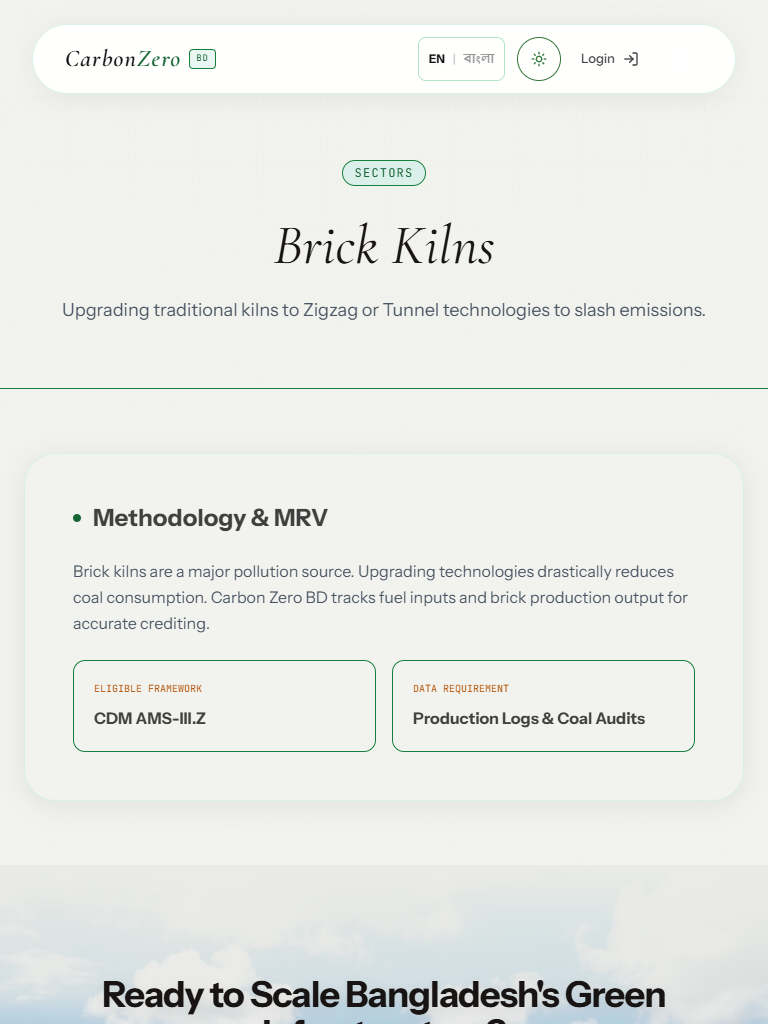 CarbonZero BD
EN | বাংলা
Login
SECTORS
Brick Kilns
Upgrading traditional kilns to Zigzag or Tunnel technologies to slash emissions.
Methodology & MRV
Brick kilns are a major pollution source. Upgrading technologies drastically reduces
coal consumption. Carbon Zero BD tracks fuel inputs and brick production output for
accurate crediting.
ELIGIBLE FRAMEWORK
CDM AMS-III.Z
DATA REQUIREMENT
Production Logs & Coal Audits
Ready to Scale Bangladesh's Green